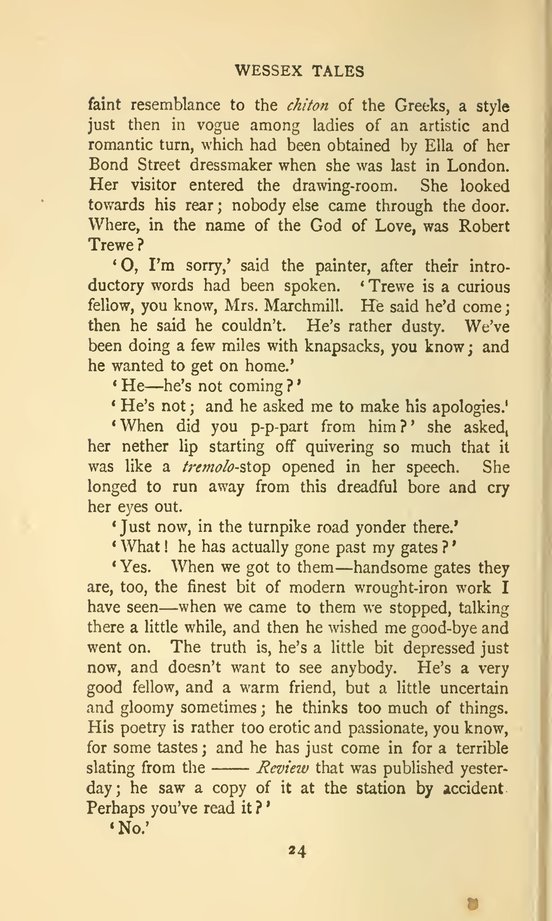 WESSEX TALES
faint resemblance to the chiton of the Greeks, a style
just then in vogue among ladies of an artistic and
romantic turn, which had been obtained by Ella of her
Bond Street dressmaker when she was last in London.
Her visitor entered the drawing-room. She looked
towards his rear; nobody else came through the door.
Where, in the name of the God of Love, was Robert
Trewe?
‘O, I'm sorry,’ said the painter, after their intro-
ductory words had been spoken. ‘Trewe is a curious
fellow, you know, Mrs. Marchmill. He said he'd come;
then he said he couldn't. He's rather dusty. We've
been doing a few miles with knapsacks, you know; and
he wanted to get on home.’
‘He—he's not coming?’
‘He's not; and he asked me to make his apologies.’
‘When did you p-p-part from him?’ she asked,
her nether lip starting off quivering so much that it
was like a tremolo-stop opened in her speech. She
longed to run away from this dreadful bore and cry
her eyes out.
‘Just now, in the turnpike road yonder there.’
‘What! he has actually gone past my gates?’
‘Yes. When we got to them—handsome gates they
are, too, the finest bit of modern wrought-iron work I
have seen—when we came to them we stopped, talking
there a little while, and then he wished me good-bye and
went on. The truth is, he's a little bit depressed just
now, and doesn't want to see anybody. He's a very
good fellow, and a warm friend, but a little uncertain
and gloomy sometimes; he thinks too much of things.
His poetry is rather too erotic and passionate, you know,
for some tastes; and he has just come in for a terrible
slating from the —— Review that was published yester-
day; he saw a copy of it at the station by accident.
Perhaps you've read it?’
‘No.’
24